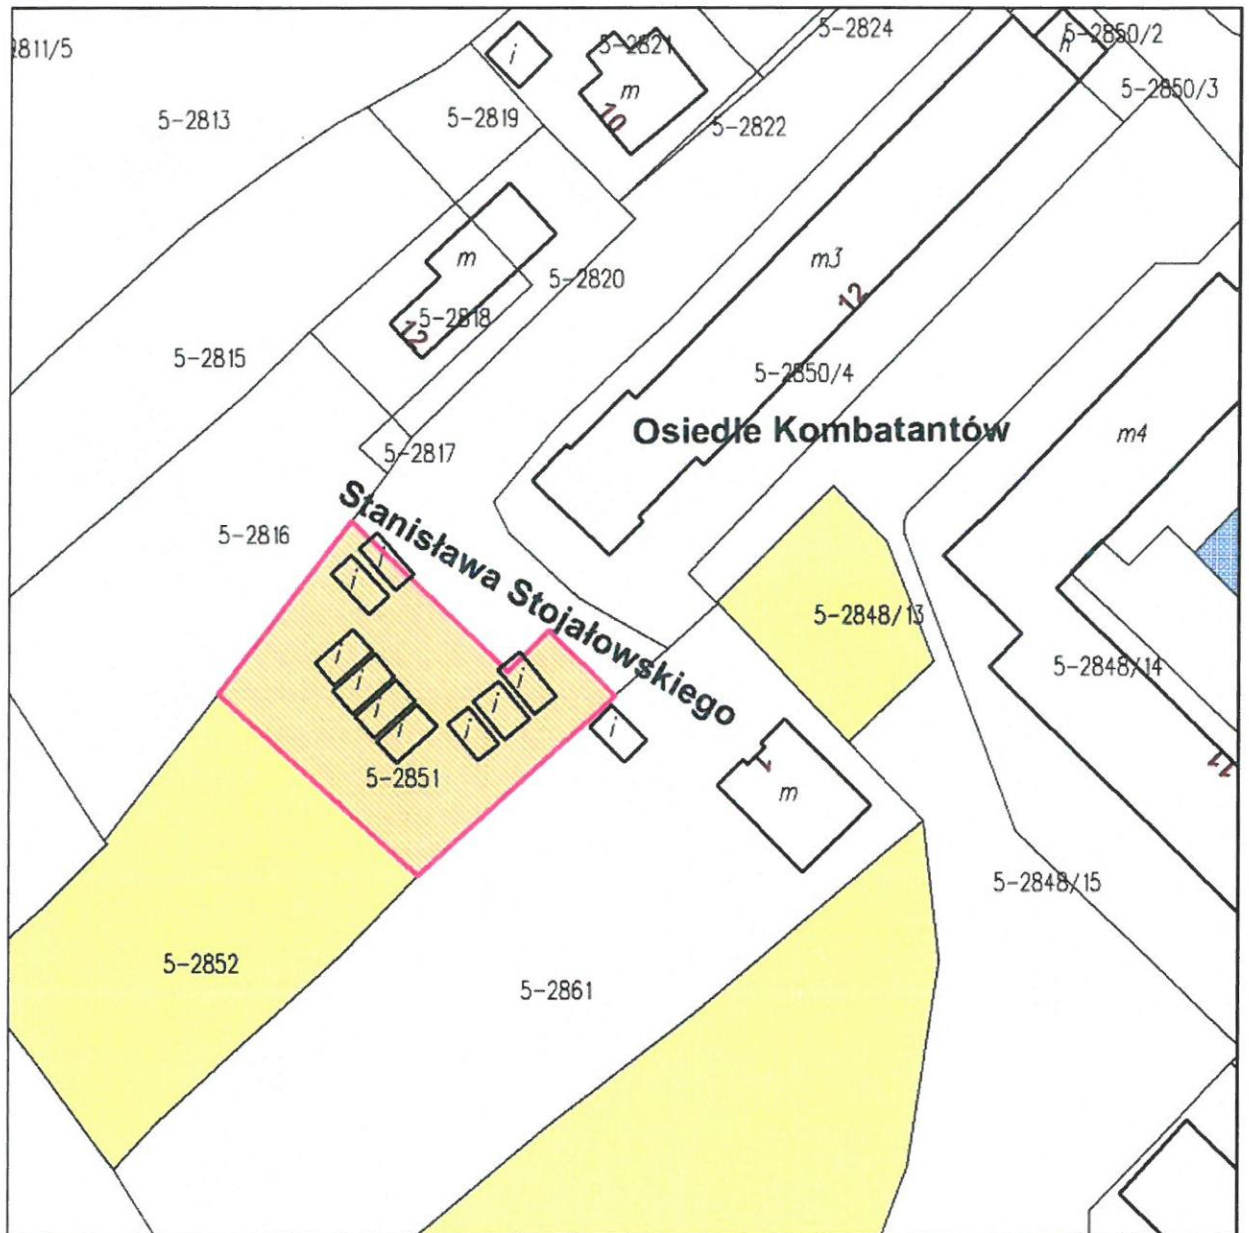 2811/5
i
5-2821
5-2824
h
5-2850/2
5-2850/3
5-2813
5-2819
m
10
5-2822
m
5-2820
m3
12
5-2818
12
5-2815
5-2850/4
Osiedle Kombatantów
m4
5-2817
Stanisława Stojałowskiego
5-2816
i
i
5-2848/13
5-2848/14
i
i
i
i
i
i
i
i
1
m
11
5-2851
5-2848/15
5-2852
5-2861